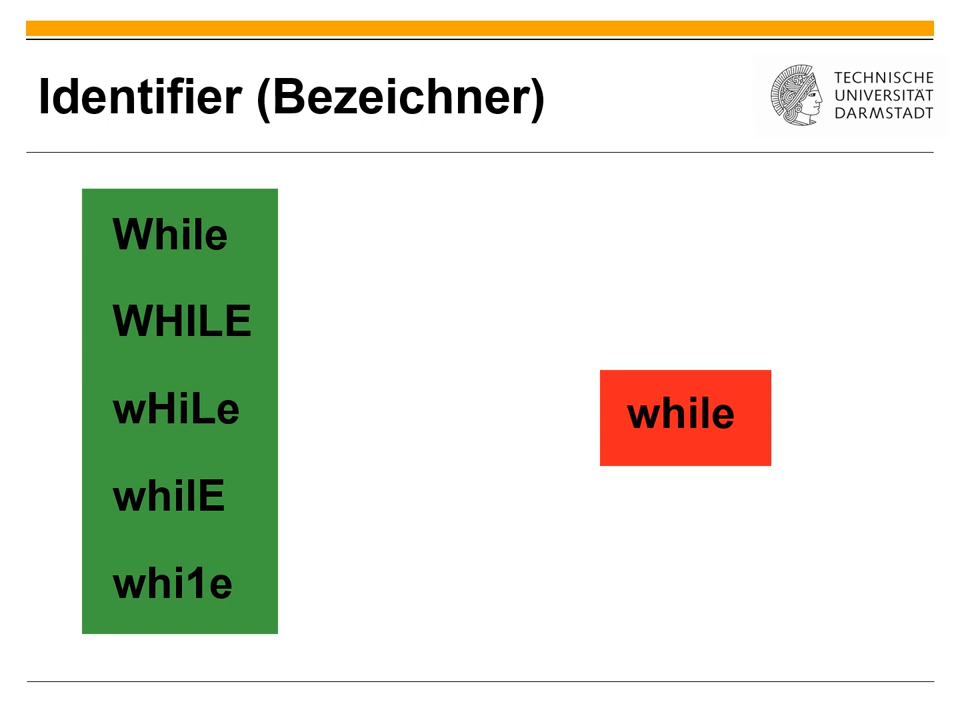 Identifier (Bezeichner)
TECHNISCHE
UNIVERSITÄT
DARMSTADT
While
WHILE
wHiLe
whilE
whi1e
while